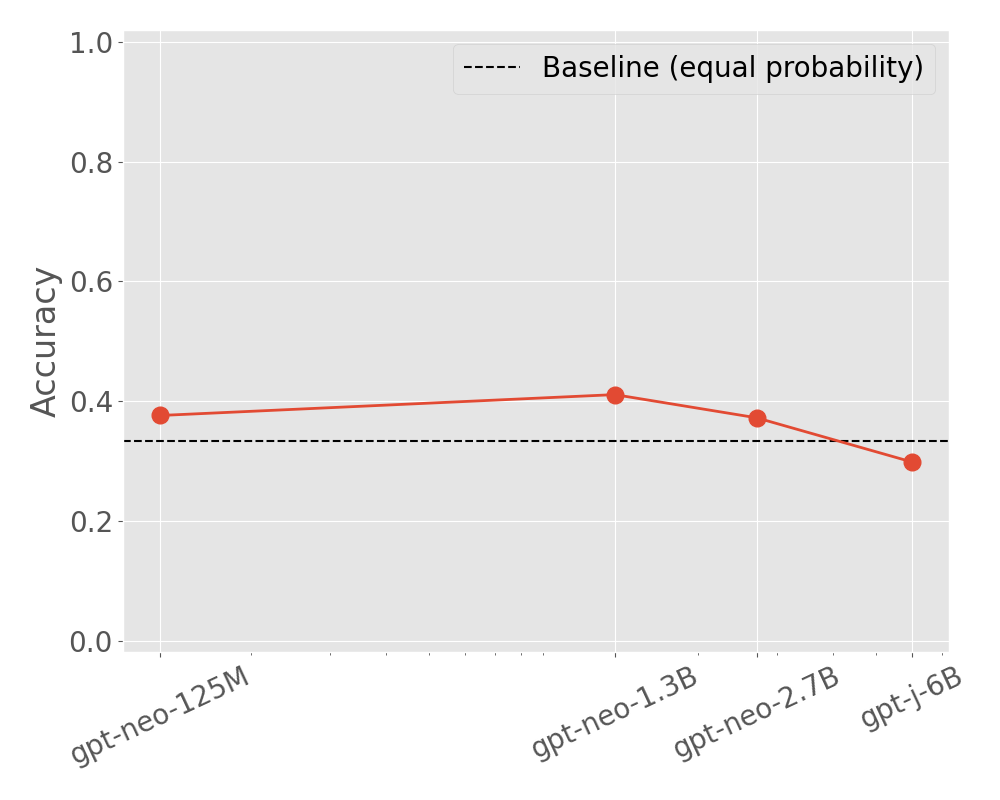 1.0
Baseline (equal probability)
0.8
0.6
Accuracy
0.4
0.2
0.0
gpt-neo-125M
gpt-neo-1.3B
gpt-neo-2.7B
gpt-j-6B